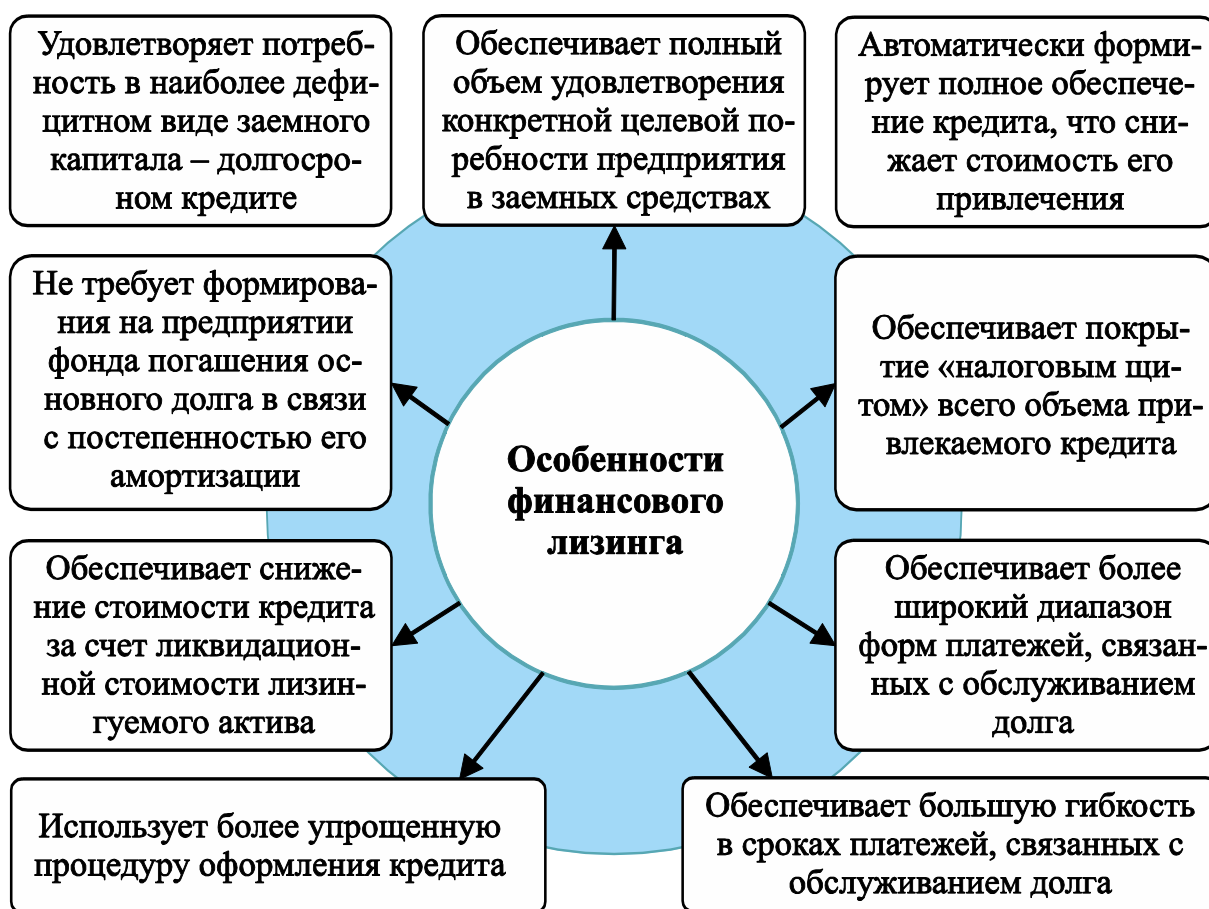 Удовлетворяет потреб-
ность в наиболее дефи-
цитном виде заемного
капитала – долгосро-
ном кредите
Обеспечивает полный
объем удовлетворения
конкретной целевой по-
ребности предприятия
в заемных средствах
Автоматически форми-
рует полное обеспече-
ние кредита, что сни-
жает стоимость его
привлечения
Не требует формирова-
ния на предприятии
фонда погашения ос-
новного долга в связи
с постепенностью его
амортизации
Обеспечивает покры-
тие «налоговым щи-
том» всего объема при-
влекаемого кредита
Особенности
финансового
лизинга
Обеспечивает сниже-
ние стоимости кредита
за счет ликвидацион-
ной стоимости лизин-
гуемого актива
Обеспечивает более
широкий диапазон
форм платежей, связан-
ных с обслуживанием
долга
Использует более упрощенную
процедуру оформления кредита
Обеспечивает большую гибкость
в сроках платежей, связанных с
обслуживанием долга